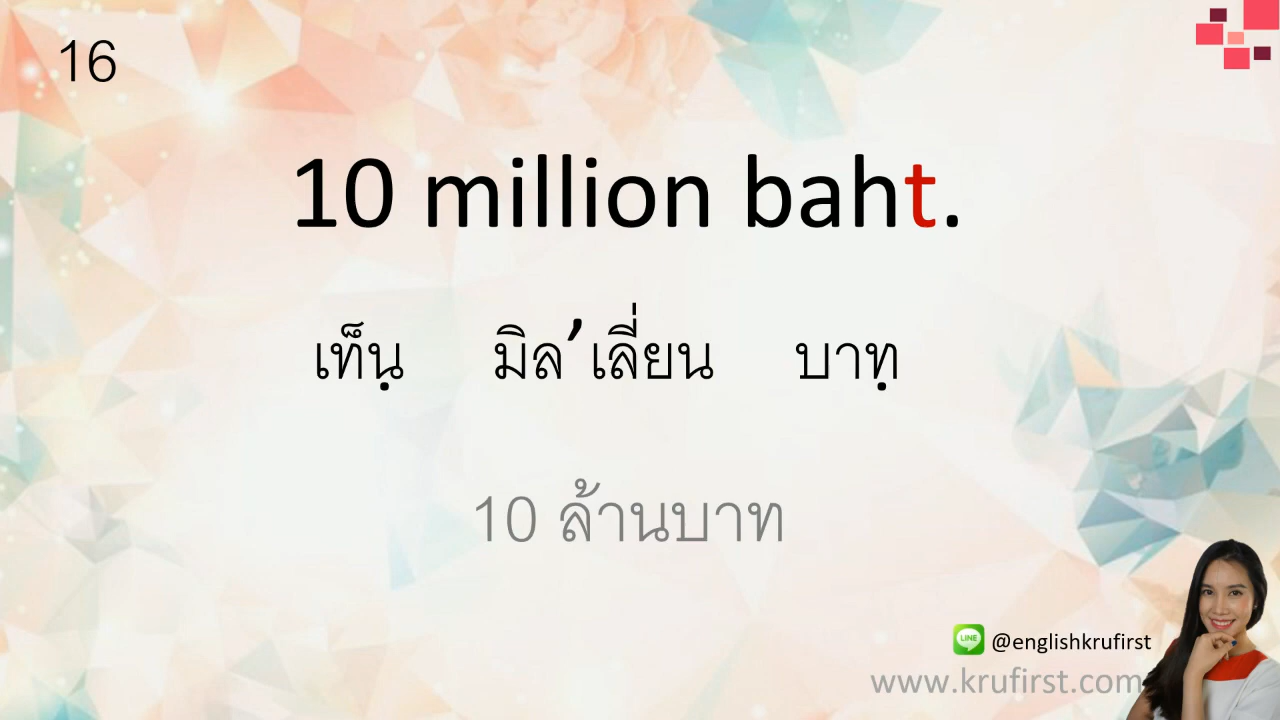 16
10 million baht.
เท็นฺ มิล ̓เลี่ยน บาทฺ
10 ล้านบาท
LINE @englishkrufirst
www.krufirst.com